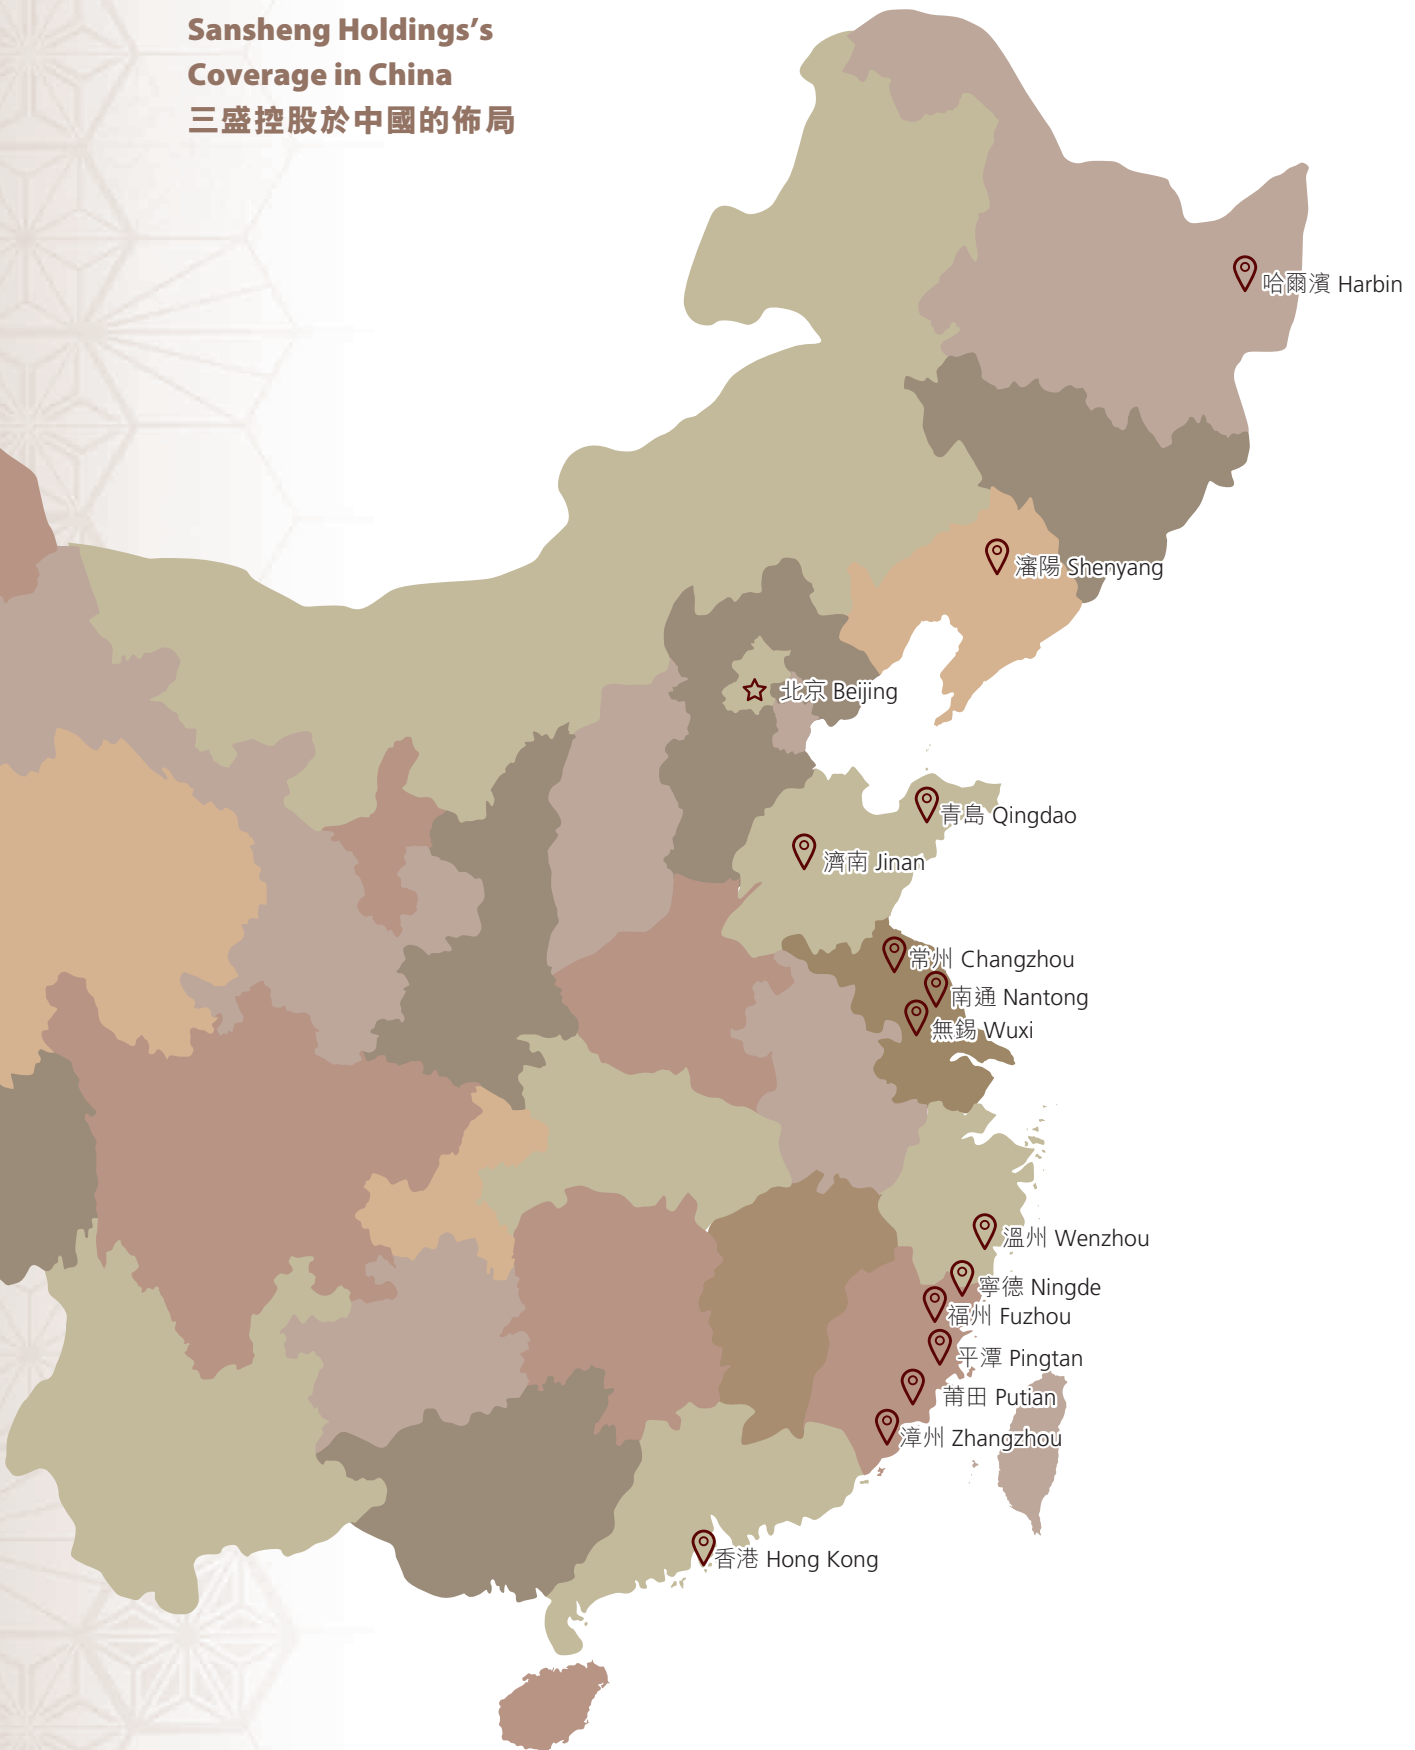 Sansheng Holdings’s
Coverage in China
三盛控股於中國的佈局
哈爾濱 Harbin
瀋陽 Shenyang
北京 Beijing
青島 Qingdao
濟南 Jinan
常州 Changzhou
南通 Nantong
無錫 Wuxi
溫州 Wenzhou
寧德 Ningde
福州 Fuzhou
平潭 Pingtan
莆田 Putian
漳州 Zhangzhou
香港 Hong Kong